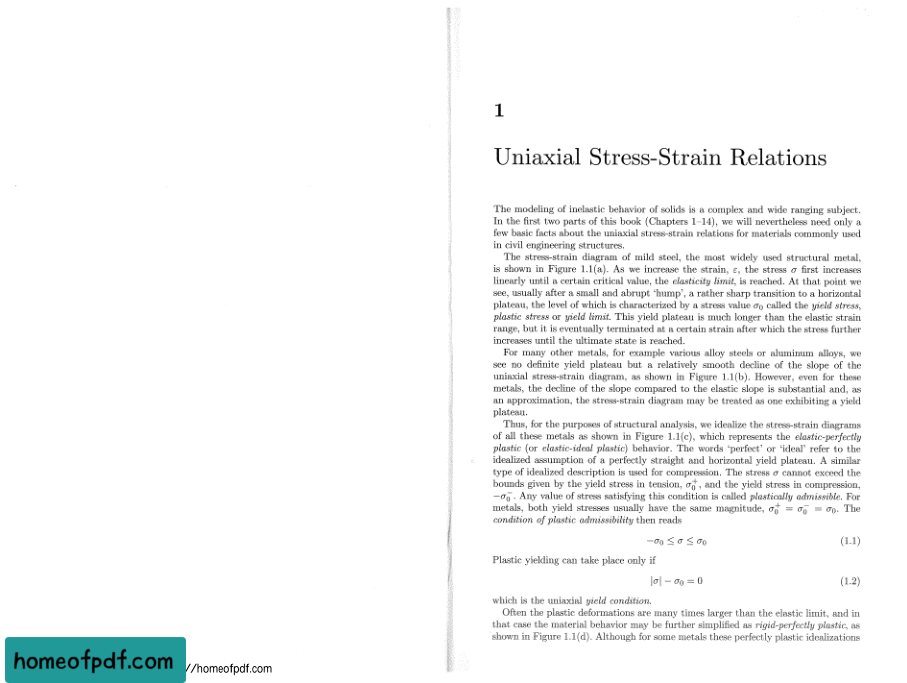 1
Uniaxial Stress-Strain Relations
The modeling of inelastic behavior of solids is a complex and wide ranging subject.
In the first two parts of this book (Chapters 1–14), we will nevertheless need only a
few basic facts about the uniaxial stress-strain relations for materials commonly used
in civil engineering structures.
The stress-strain diagram of mild steel, the most widely used structural metal,
is shown in Figure 1.1(a). As we increase the strain, ε, the stress σ first increases
linearly until a certain critical value, the elasticity limit, is reached. At that point we
see, usually after a small and abrupt 'hump', a rather sharp transition to a horizontal
plateau, the level of which is characterized by a stress value σ₀ called the yield stress,
plastic stress or yield limit. This yield plateau is much longer than the elastic strain
range, but it is eventually terminated at a certain strain after which the stress further
increases until the ultimate state is reached.
For many other metals, for example various alloy steels or aluminum alloys, we
see no definite yield plateau but a relatively smooth decline of the slope of the
uniaxial stress-strain diagram, as shown in Figure 1.1(b). However, even for these
metals, the decline of the slope compared to the elastic slope is substantial and, as
an approximation, the stress-strain diagram may be treated as one exhibiting a yield
plateau.
Thus, for the purposes of structural analysis, we idealize the stress-strain diagrams
of all these metals as shown in Figure 1.1(c), which represents the elastic-perfectly
plastic (or elastic-ideal plastic) behavior. The words 'perfect' or 'ideal' refer to the
idealized assumption of a perfectly straight and horizontal yield plateau. A similar
type of idealized description is used for compression. The stress σ cannot exceed the
bounds given by the yield stress in tension, σ₀⁺, and the yield stress in compression,
−σ₀⁻. Any value of stress satisfying this condition is called plastically admissible. For
metals, both yield stresses usually have the same magnitude, σ₀⁺ = σ₀⁻ = σ₀. The
condition of plastic admissibility then reads
−σ₀ ≤ σ ≤ σ₀ (1.1)
Plastic yielding can take place only if
|σ| − σ₀ = 0 (1.2)
which is the uniaxial yield condition.
Often the plastic deformations are many times larger than the elastic limit, and in
that case the material behavior may be further simplified as rigid-perfectly plastic, as
shown in Figure 1.1(d). Although for some metals these perfectly plastic idealizations
homeofpdf.com
//homeofpdf.com